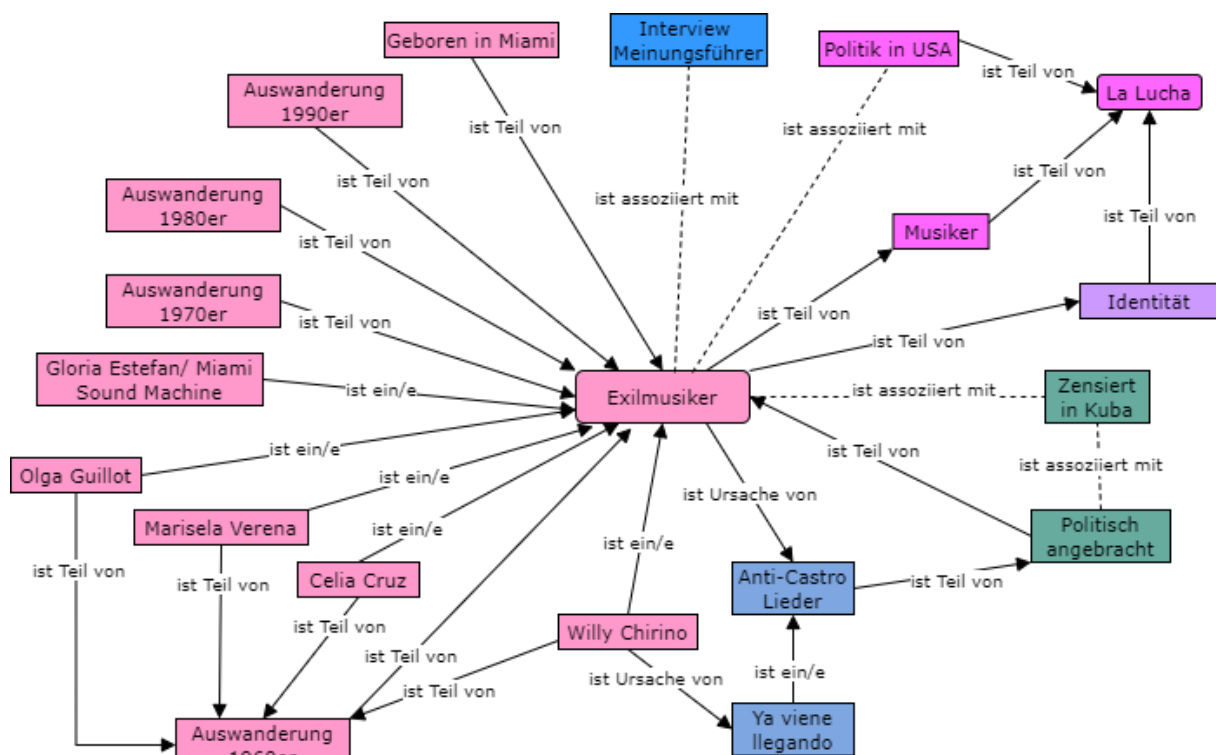 Geboren in Miami
Interview
Meinungsführer
Politik in USA
ist Teil von
La Lucha
Auswanderung
1990er
ist Teil von
ist assoziiert mit
ist Teil von
ist Teil von
Auswanderung
1980er
ist assoziiert mit
ist Teil von
Musiker
ist Teil von
Auswanderung
1970er
Identität
ist Teil von
ist Teil von
ist Teil von
Gloria Estefan/ Miami
Sound Machine
ist ein/e
Exilmusiker
ist assoziiert mit
Zensiert
in Kuba
ist ein/e
ist Teil von
Olga Guillot
ist ein/e
ist assoziiert mit
ist Ursache von
Marisela Verena
ist ein/e
Politisch
angebracht
ist ein/e
ist Teil von
ist Teil von
Celia Cruz
Anti-Castro
Lieder
ist Teil von
ist Teil von
Willy Chirino
ist Teil von
ist Ursache von
ist ein/e
ist Teil von
Auswanderung
1960er
Ya viene
llegando